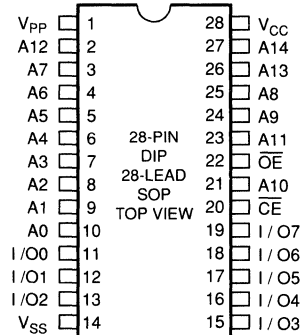 VPP 1 28 VCC
A12 2 27 A14
A7 3 26 A13
A6 4 25 A8
A5 5 24 A9
A4 6 28-PIN 23 A11
A3 7 DIP 22 OE
A2 8 28-LEAD 21 A10
A1 9 SOP 20 CE
A0 10 TOP VIEW 19 I/O7
I/O0 11 18 I/O6
I/O1 12 17 I/O5
I/O2 13 16 I/O4
VSS 14 15 I/O3